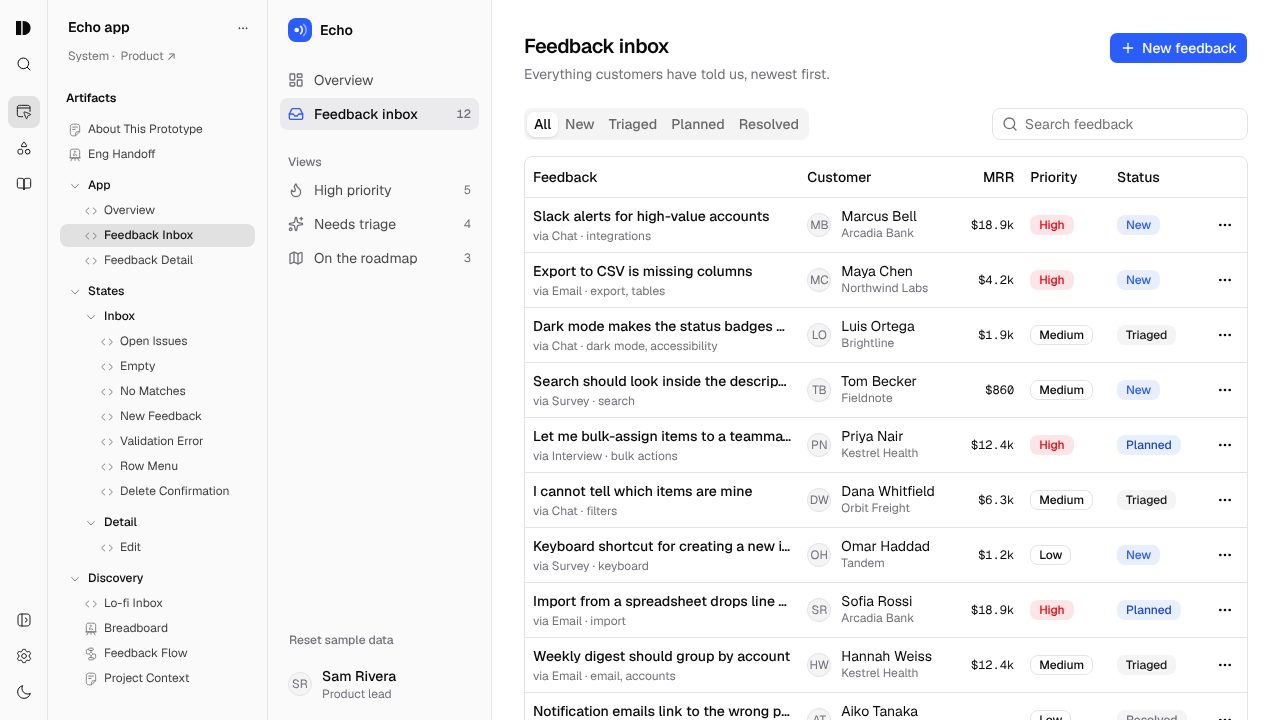 Echo app
System · Product ↗
Artifacts
About This Prototype
Eng Handoff
App
Overview
Feedback Inbox
Feedback Detail
States
Inbox
Open Issues
Empty
No Matches
New Feedback
Validation Error
Row Menu
Delete Confirmation
Detail
Edit
Discovery
Lo-fi Inbox
Breadboard
Feedback Flow
Project Context
Echo
Overview
Feedback inbox 12
Views
High priority 5
Needs triage 4
On the roadmap 3
Reset sample data
SR Sam Rivera
Product lead
Feedback inbox
Everything customers have told us, newest first.
+ New feedback
All New Triaged Planned Resolved
Search feedback
Feedback Customer MRR Priority Status
Slack alerts for high-value accounts
via Chat · integrations
MB Marcus Bell
Arcadia Bank
$18.9k High New
Export to CSV is missing columns
via Email · export, tables
MC Maya Chen
Northwind Labs
$4.2k High New
Dark mode makes the status badges ...
via Chat · dark mode, accessibility
LO Luis Ortega
Brightline
$1.9k Medium Triaged
Search should look inside the descrip...
via Survey · search
TB Tom Becker
Fieldnote
$860 Medium New
Let me bulk-assign items to a teamma...
via Interview · bulk actions
PN Priya Nair
Kestrel Health
$12.4k High Planned
I cannot tell which items are mine
via Chat · filters
DW Dana Whitfield
Orbit Freight
$6.3k Medium Triaged
Keyboard shortcut for creating a new i...
via Survey · keyboard
OH Omar Haddad
Tandem
$1.2k Low New
Import from a spreadsheet drops line ...
via Email · import
SR Sofia Rossi
Arcadia Bank
$18.9k High Planned
Weekly digest should group by account
via Email · email, accounts
HW Hannah Weiss
Kestrel Health
$12.4k Medium Triaged
Notification emails link to the wrong p...
AT Aiko Tanaka
Low Resolved